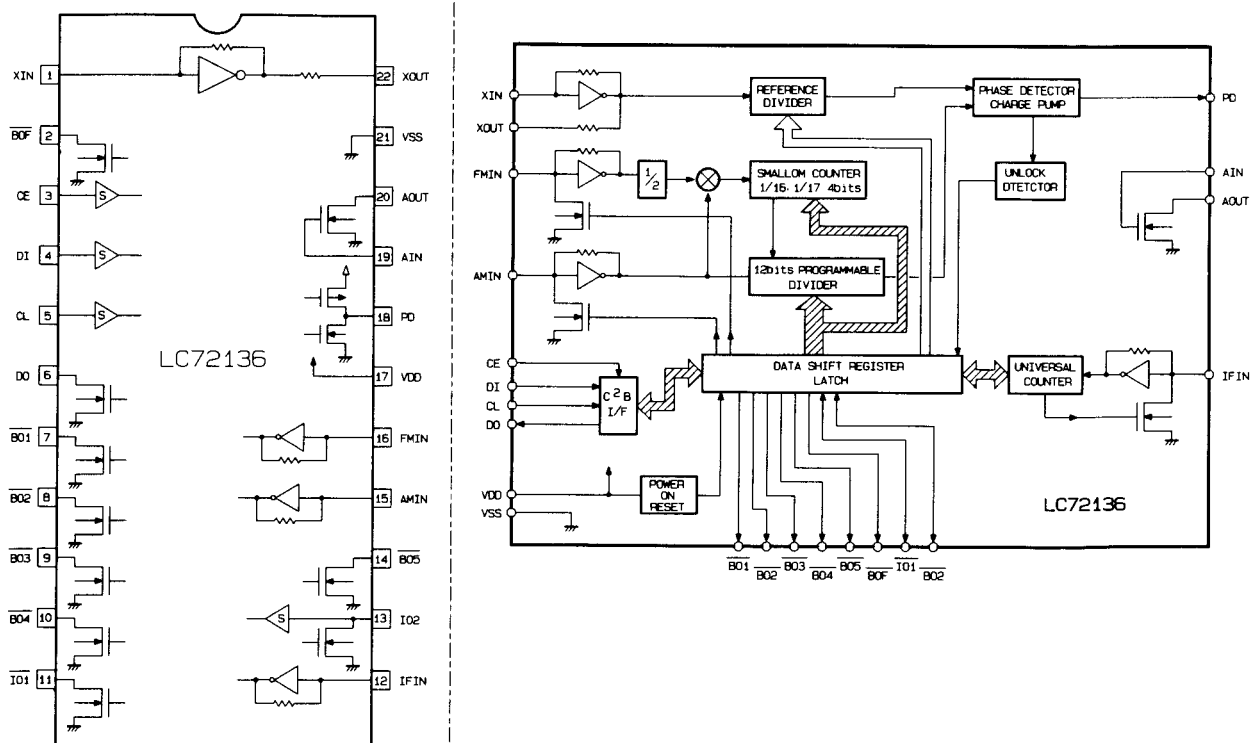 XIN 1
22 XOUT
BOF 2
21 VSS
CE 3 S
20 AOUT
DI 4 S
19 AIN
CL 5 S
18 PD
LC72136
DO 6
17 VDD
BO1 7
16 FMIN
BO2 8
15 AMIN
BO3 9
14 BO5
BO4 10
S 13 IO2
IO1 11
12 IFIN
XIN
XOUT
REFERENCE
DIVIDER
PHASE DETECTOR
CHARGE PUMP
PD
FMIN
1/2
SMALLOM COUNTER
1/16.1/17 4bits
UNLOCK
DTETCTOR
AIN
AOUT
AMIN
12bits PROGRAMMABLE
DIVIDER
CE
DI
CL
DO
C2B
I/F
DATA SHIFT REGISTER
LATCH
UNIVERSAL
COUNTER
IFIN
VDD
VSS
POWER
ON
RESET
LC72136
BO1
BO2
BO3
BO4
BO5
BOF
IO1
BO2